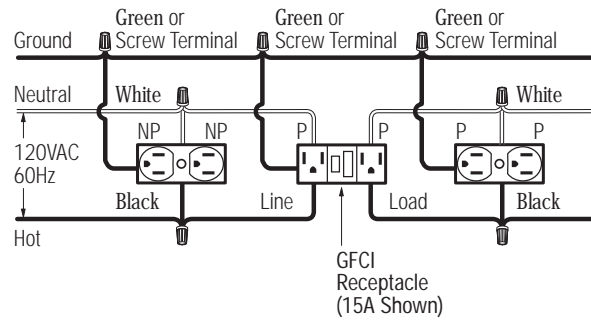 Green or
Screw Terminal
Green or
Screw Terminal
Green or
Screw Terminal
Ground
Neutral
White
White
NP
NP
P
P
P
P
120VAC
60Hz
Black
Line
Load
Black
Hot
GFCI
Receptacle
(15A Shown)